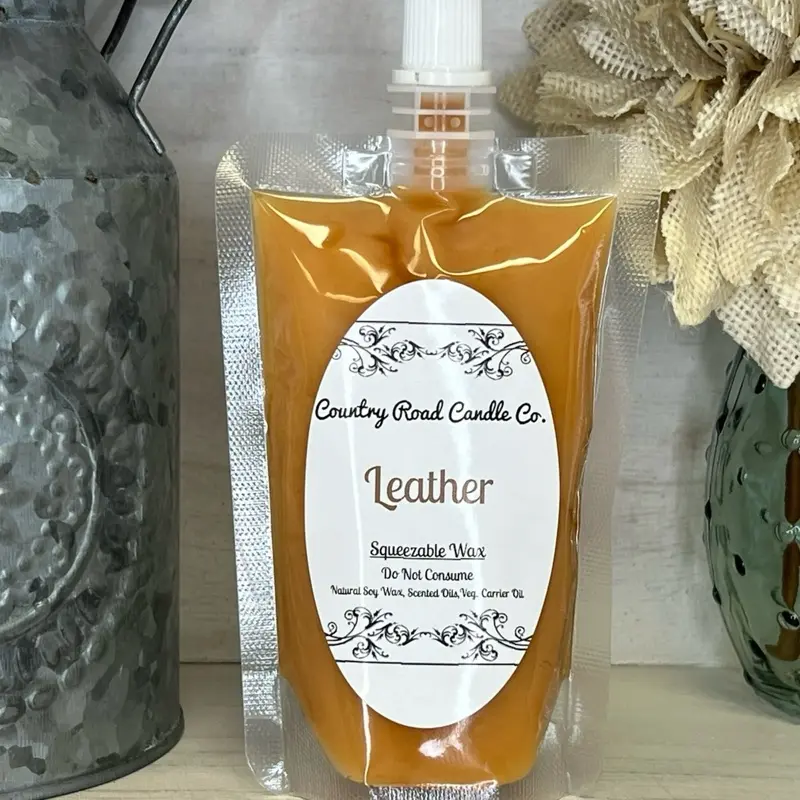 Country Road Candle Co.
Leather
Squeezable Wax
Do Not Consume
Natural Soy Wax, Scented Oils, Veg. Carrier Oil